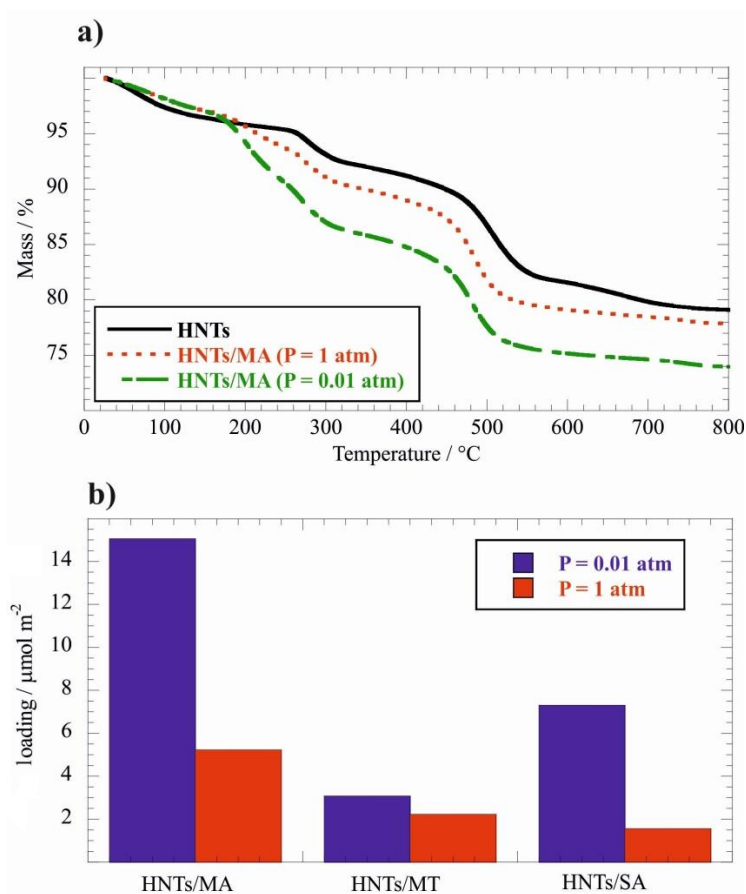 a)
95
90
85
80
75
Mass / %
HNTs
HNTs/MA (P = 1 atm)
HNTs/MA (P = 0.01 atm)
0 100 200 300 400 500 600 700 800
Temperature / °C
b)
14
12
10
8
6
4
2
loading / µmol m⁻²
P = 0.01 atm
P = 1 atm
HNTs/MA HNTs/MT HNTs/SA